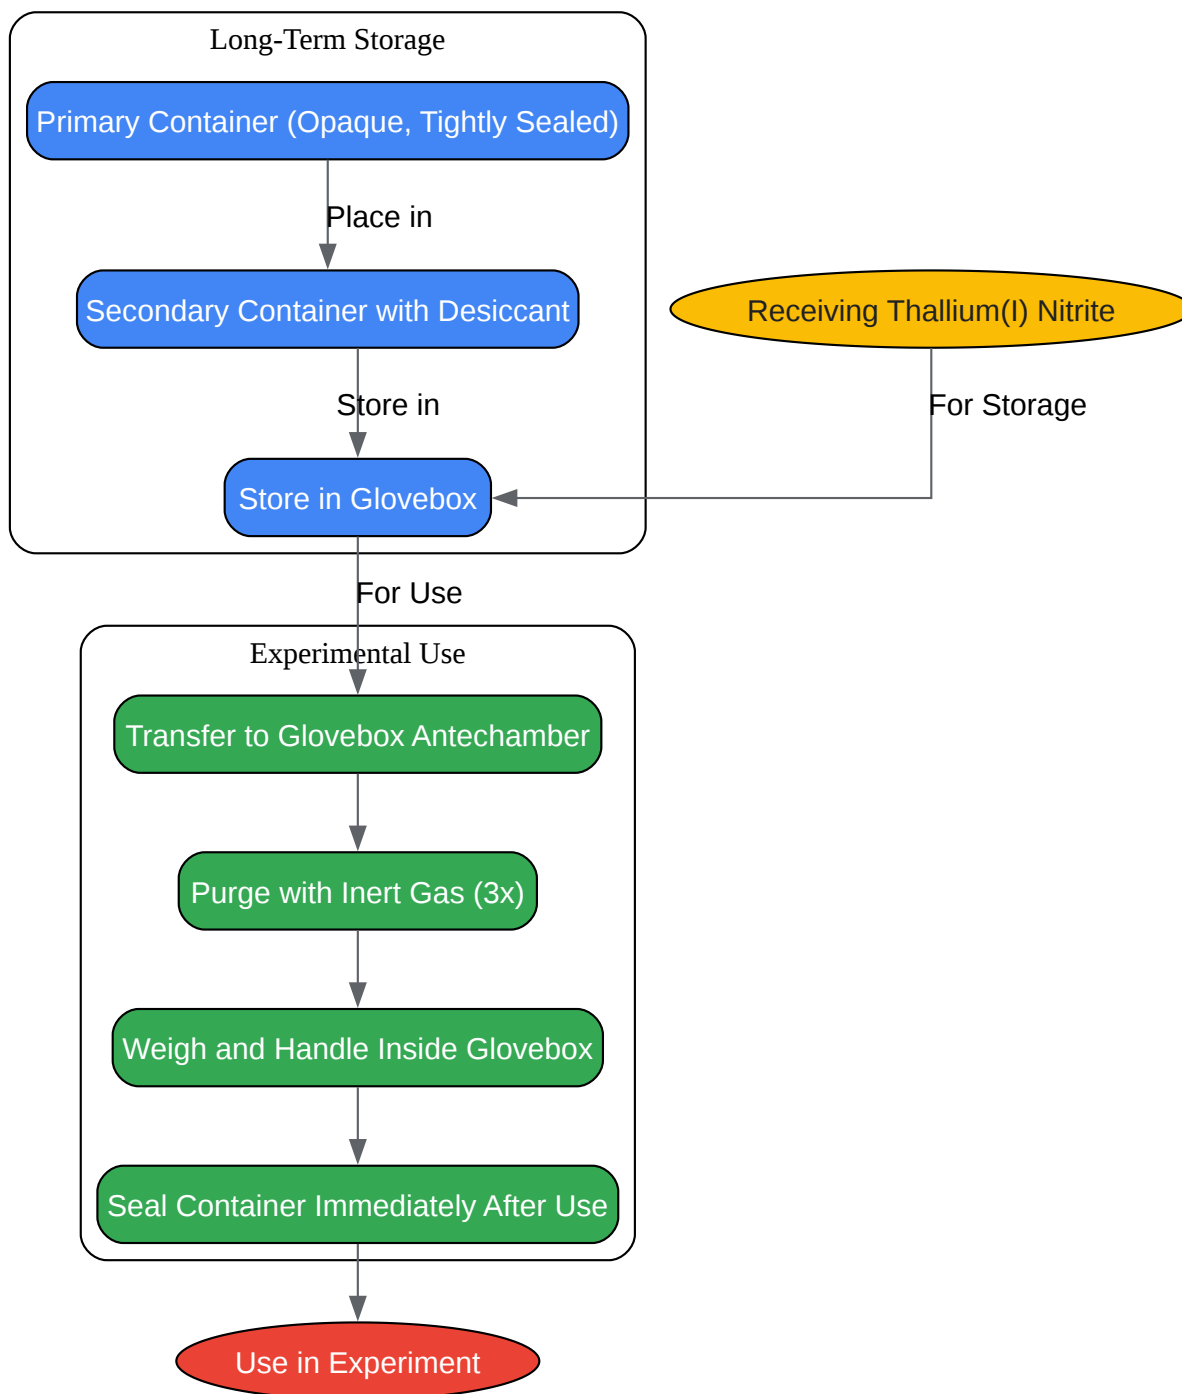 Long-Term Storage
Primary Container (Opaque, Tightly Sealed)
Place in
Secondary Container with Desiccant
Receiving Thallium(I) Nitrite
Store in
For Storage
Store in Glovebox
For Use
Experimental Use
Transfer to Glovebox Antechamber
Purge with Inert Gas (3x)
Weigh and Handle Inside Glovebox
Seal Container Immediately After Use
Use in Experiment